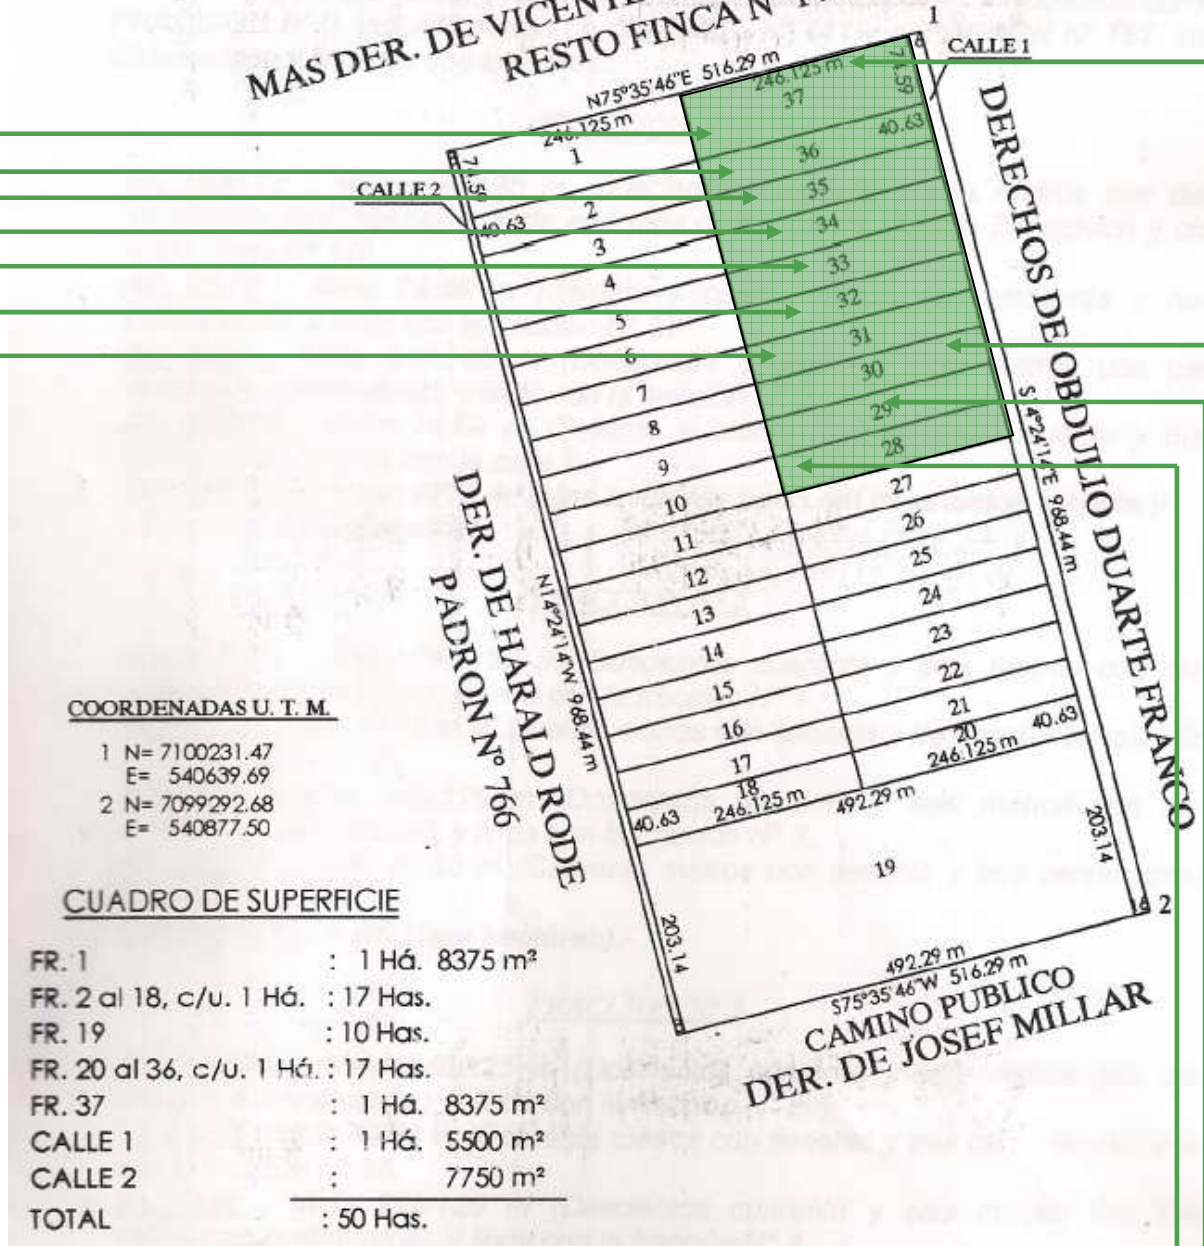 MAS DER. DE VICENTE
RESTO FINCA N°
1
CALLE 1
N75°35'46"E 516.29 m
246.125 m
246.125 m
74.59
37
40.63
1
36
CALLE 2
40.63
2
35
3
34
4
33
5
32
6
31
7
30
8
29
9
28
10
27
11
26
12
25
13
24
14
23
15
22
16
21
17
20
40.63
18
246.125 m
40.63
246.125 m
492.29 m
19
203.14
203.14
2
492.29 m
S75°35'46"W 516.29 m
CAMINO PUBLICO
DER. DE JOSEF MILLAR
DERECHOS DE OBDULIO DUARTE FRANCO
S14°24'14"E 968.44 m
N14°24'14"W 968.44 m
DER. DE HARALD RODE
PADRON N° 766
COORDENADAS U. T. M.
1 N= 7100231.47
E= 540639.69
2 N= 7099292.68
E= 540877.50
CUADRO DE SUPERFICIE
FR. 1 : 1 Há. 8375 m²
FR. 2 al 18, c/u. 1 Há. : 17 Has.
FR. 19 : 10 Has.
FR. 20 al 36, c/u. 1 Há. : 17 Has.
FR. 37 : 1 Há. 8375 m²
CALLE 1 : 1 Há. 5500 m²
CALLE 2 : 7750 m²
TOTAL : 50 Has.